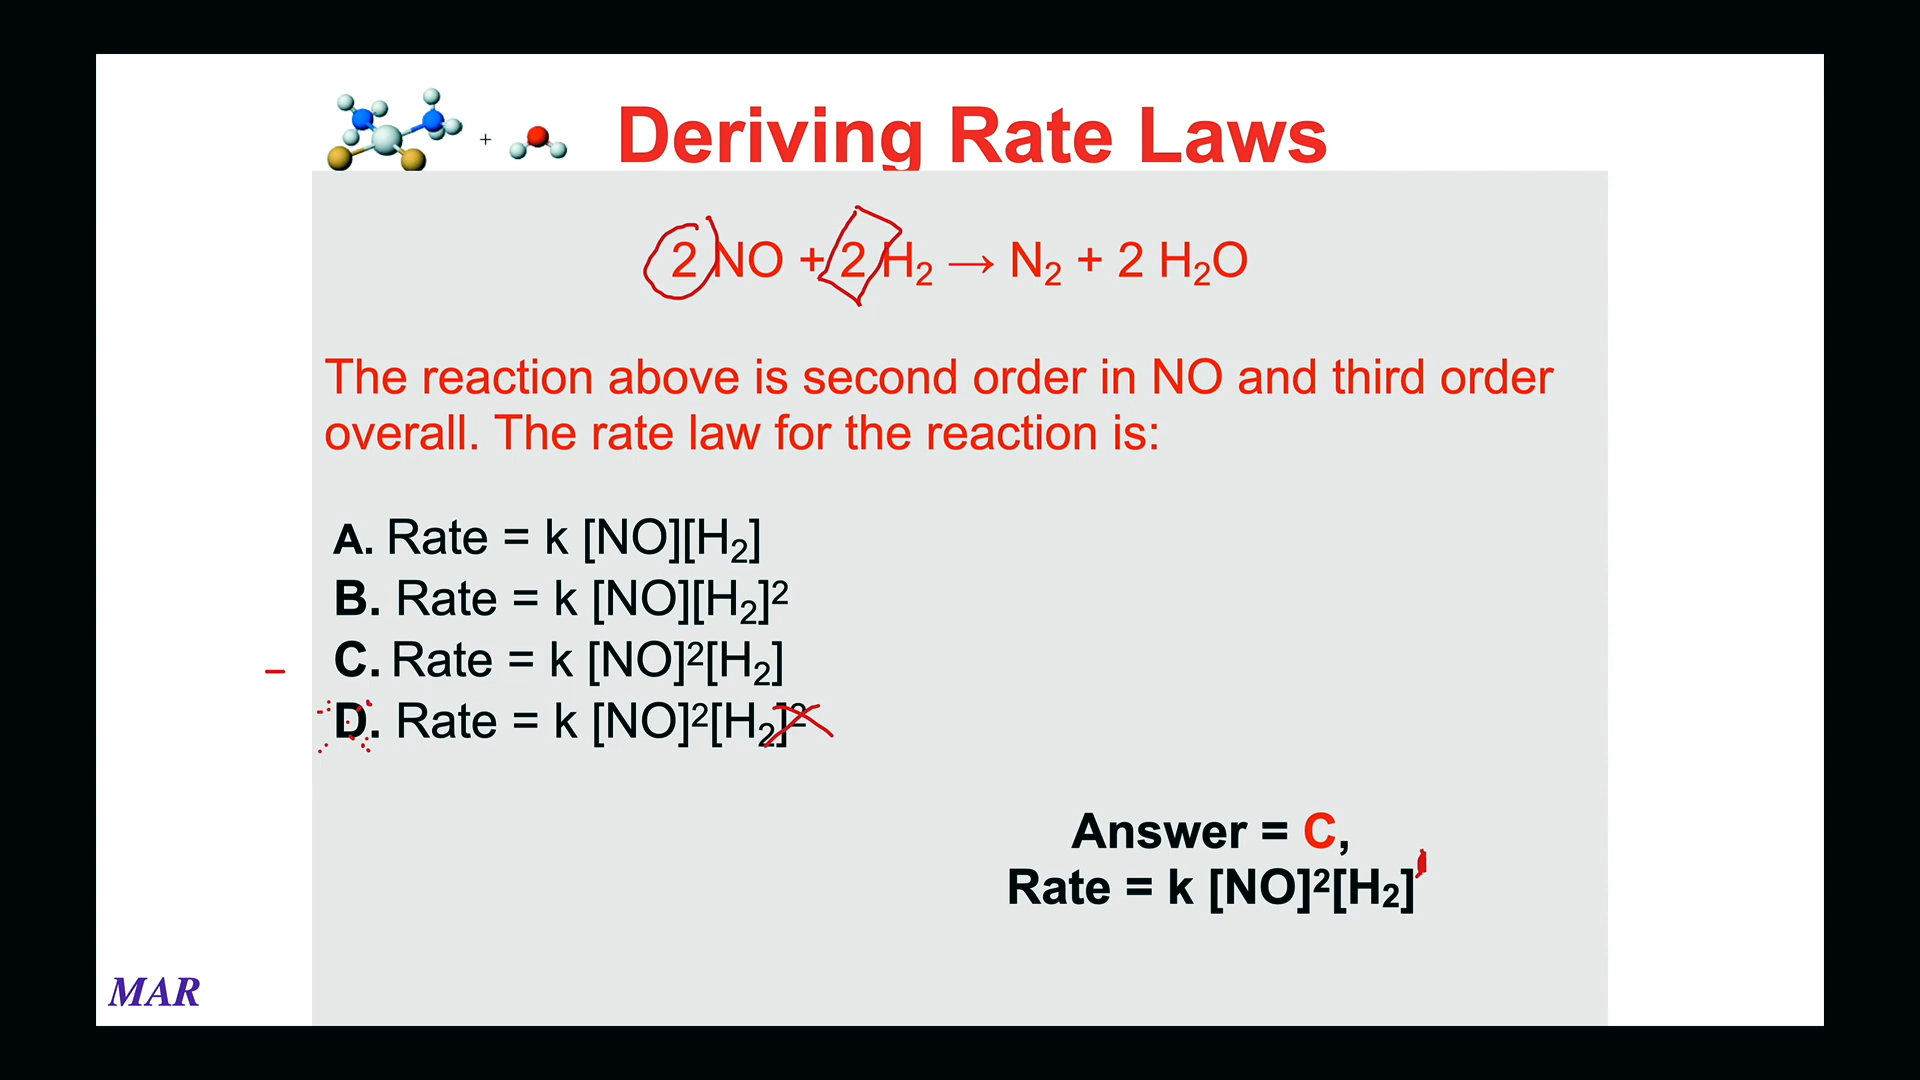 + Deriving Rate Laws
2 NO + 2 H₂ → N₂ + 2 H₂O
The reaction above is second order in NO and third order
overall. The rate law for the reaction is:
A. Rate = k [NO][H₂]
B. Rate = k [NO][H₂]²
C. Rate = k [NO]²[H₂]
D. Rate = k [NO]²[H₂]²
Answer = C,
Rate = k [NO]²[H₂]
MAR